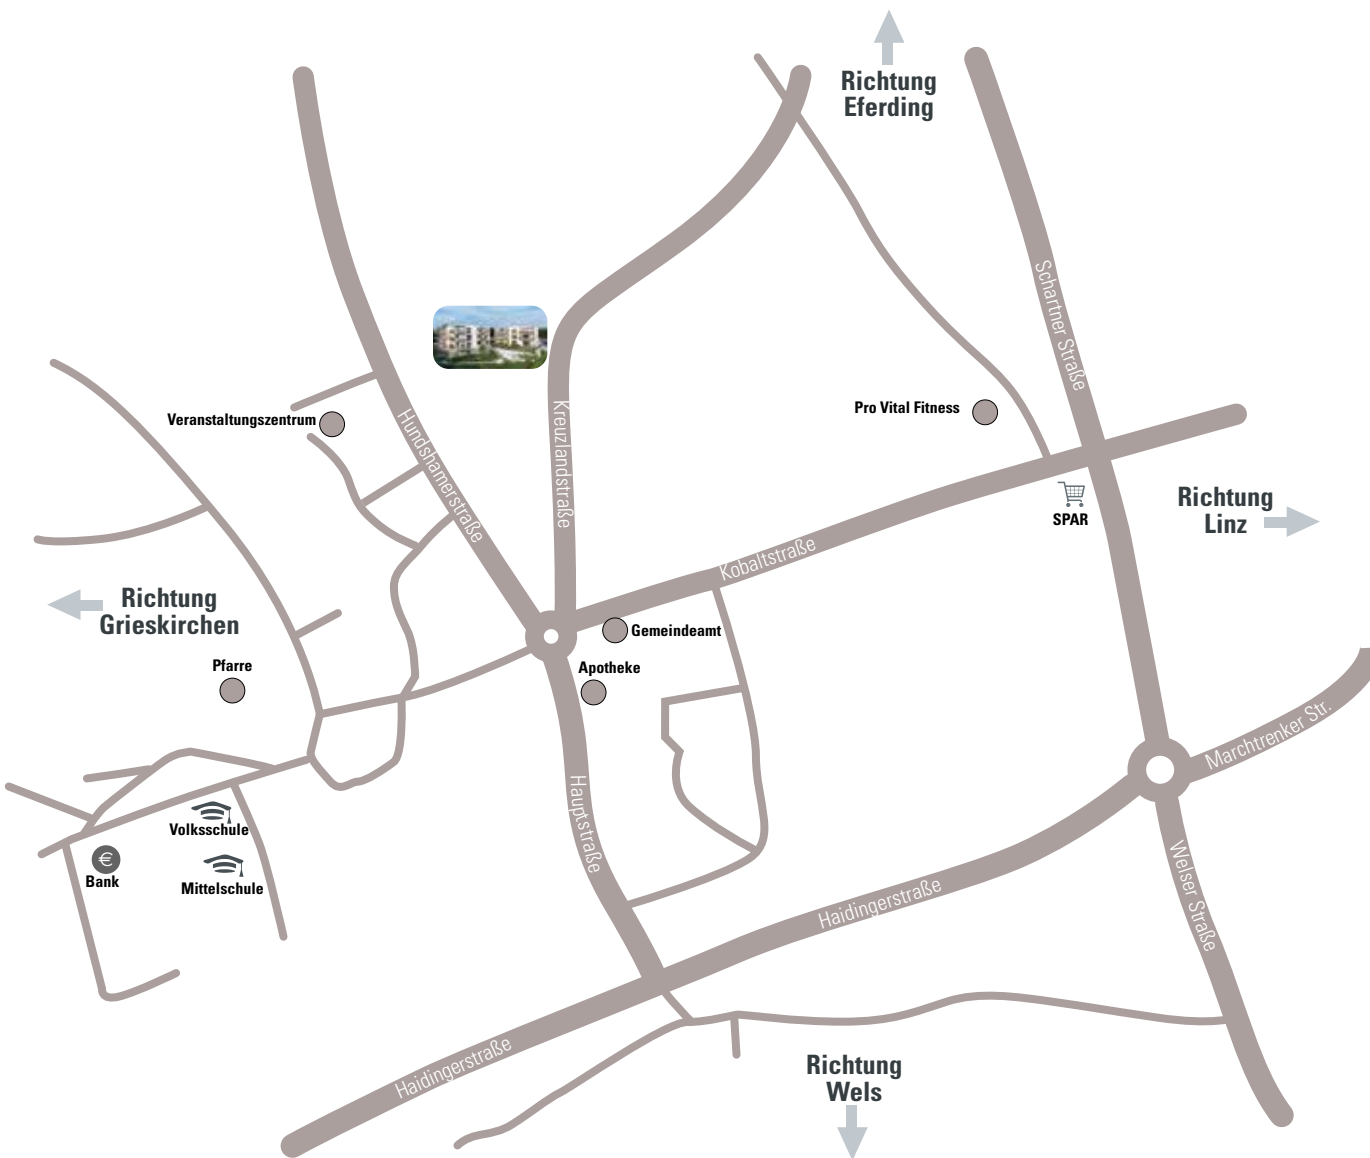 Richtung
Eferding
Schartner Straße
Veranstaltungszentrum
Hundshamerstraße
Kreuzlandstraße
Pro Vital Fitness
SPAR
Richtung
Linz
Kobaltstraße
Richtung
Grieskirchen
Gemeindeamt
Pfarre
Apotheke
Marchtrenker Str.
Hauptstraße
Volksschule
€
Bank
Mittelschule
Welser Straße
Haidingerstraße
Haidingerstraße
Richtung
Wels